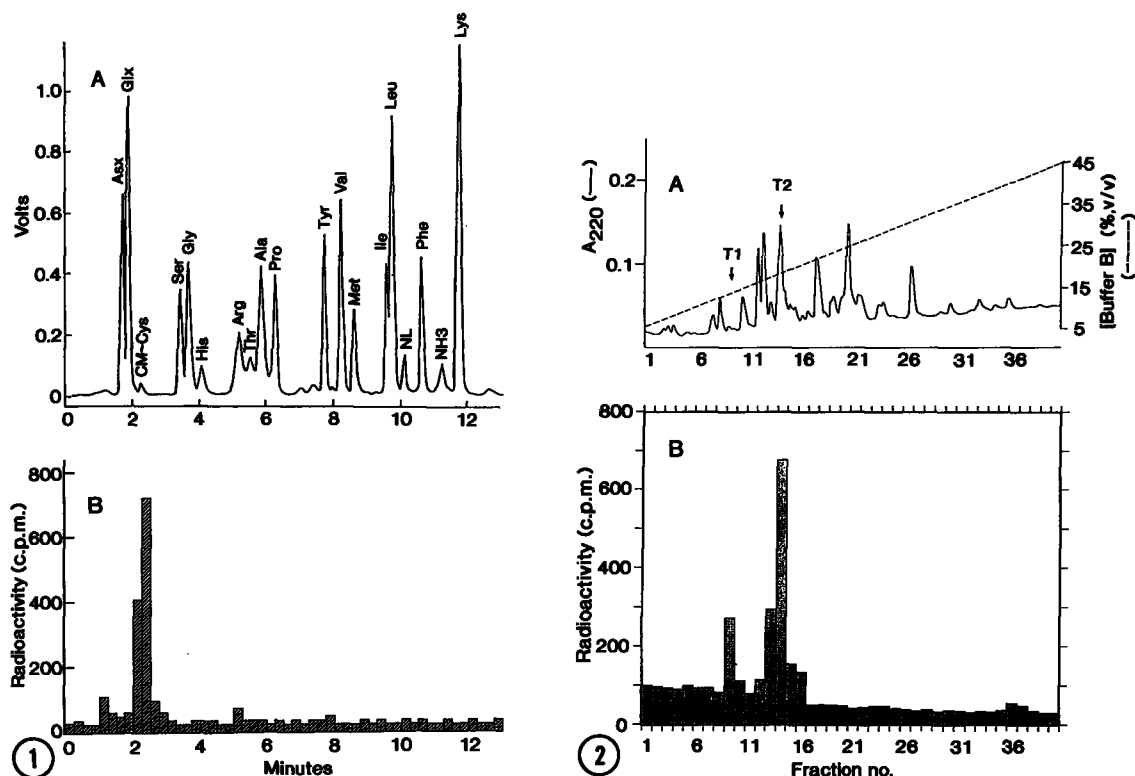 A
Volts
1.0
0.8
0.6
0.4
0.2
0
Asx
Glx
CM-Cys
Ser
Gly
His
Arg
Thr
Ala
Pro
Tyr
Val
Met
Ile
Leu
NL
Phe
NH3
Lys
0 2 4 6 8 10 12
B
Radioactivity (c.p.m.)
800
600
400
200
0
0 2 4 6 8 10 12
Minutes
1
A
A220 (—)
0.2
0.1
T1
T2
45
35
25
15
5
[Buffer B] (%,v/v)
(-----)
1 6 11 16 21 26 31 36
B
Radioactivity (c.p.m.)
800
600
400
200
0
1 6 11 16 21 26 31 36
Fraction no.
2